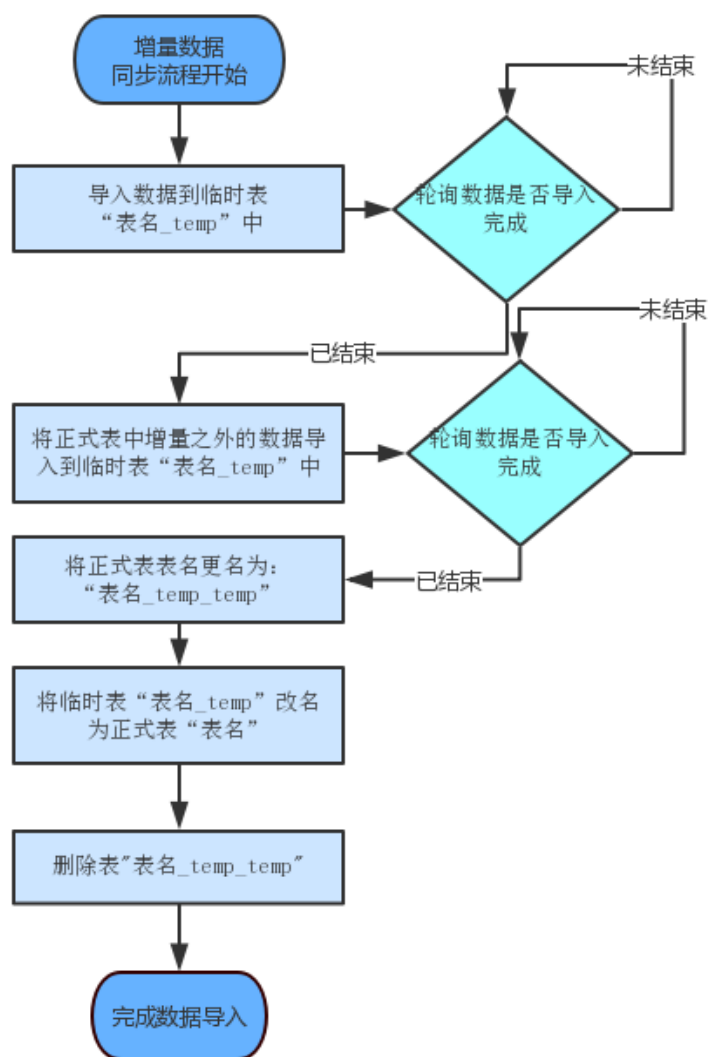 增量数据
同步流程开始
未结束
导入数据到临时表
“表名_temp”中
轮询数据是否导入
完成
已结束
未结束
将正式表中增量之外的数据导
入到临时表“表名_temp”中
轮询数据是否导入
完成
将正式表表名更名为:
“表名_temp_temp”
已结束
将临时表“表名_temp”改名
为正式表“表名”
删除表"表名_temp_temp"
完成数据导入